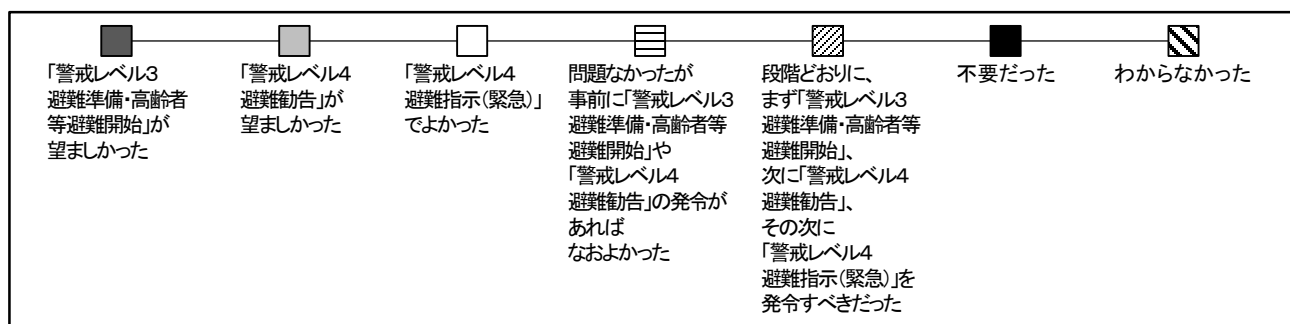 「警戒レベル3
避難準備・高齢者
等避難開始」が
望ましかった
「警戒レベル4
避難勧告」が
望ましかった
「警戒レベル4
避難指示(緊急)」
でよかった
問題なかったが
事前に「警戒レベル3
避難準備・高齢者等
避難開始」や
「警戒レベル4
避難勧告」の発令が
あれば
なおよかった
段階どおりに、
まず「警戒レベル3
避難準備・高齢者等
避難開始」、
次に「警戒レベル4
避難勧告」、
その次に
「警戒レベル4
避難指示(緊急)」を
発令すべきだった
不要だった
わからなかった